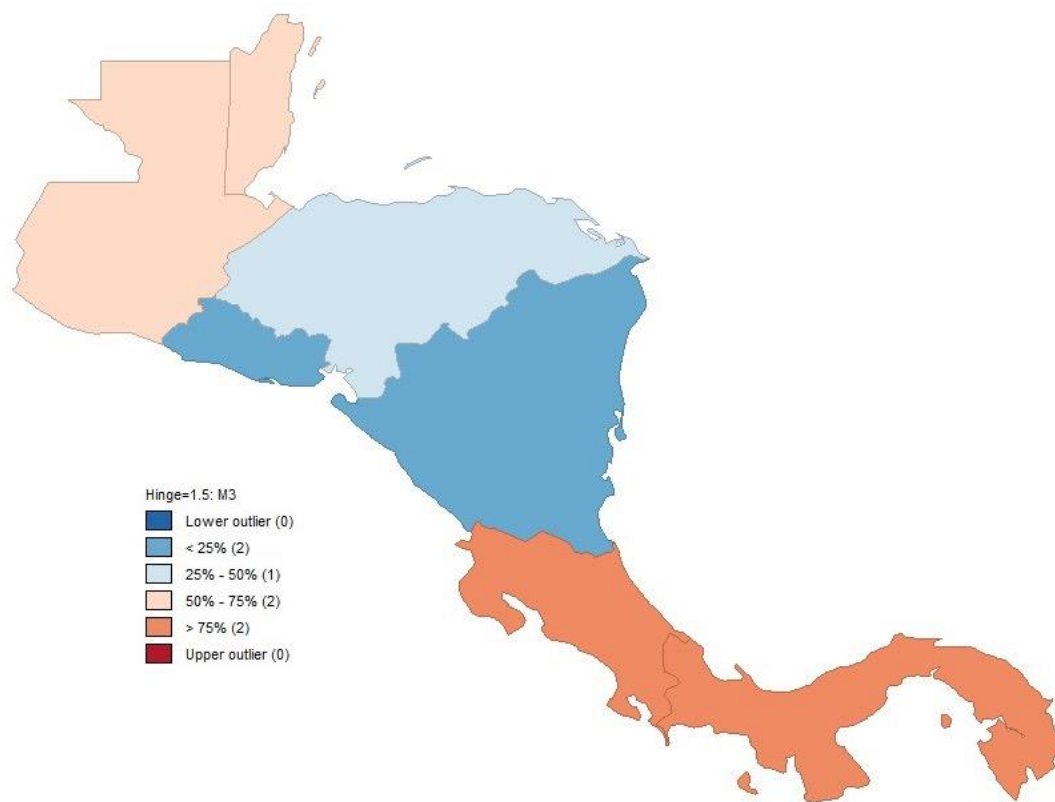 Hinge=1.5: M3
Lower outlier (0)
< 25% (2)
25% - 50% (1)
50% - 75% (2)
> 75% (2)
Upper outlier (0)